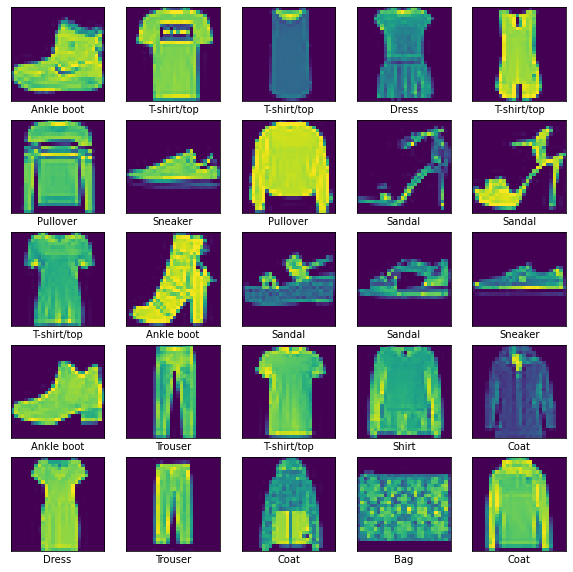 Ankle boot T-shirt/top T-shirt/top Dress T-shirt/top
Pullover Sneaker Pullover Sandal Sandal
T-shirt/top Ankle boot Sandal Sandal Sneaker
Ankle boot Trouser T-shirt/top Shirt Coat
Dress Trouser Coat Bag Coat